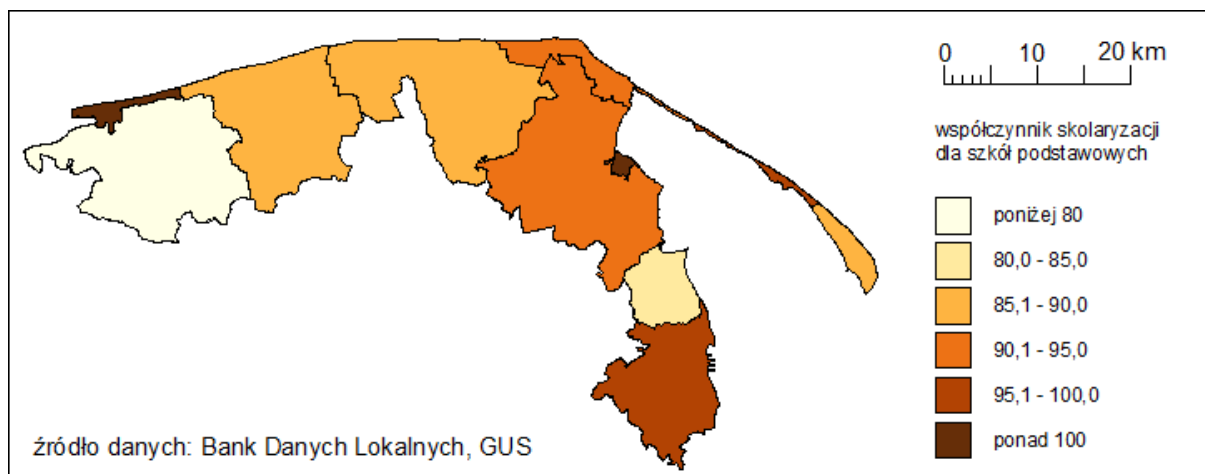 0 10 20 km
współczynnik skolaryzacji
dla szkół podstawowych
poniżej 80
80,0 - 85,0
85,1 - 90,0
90,1 - 95,0
95,1 - 100,0
ponad 100
źródło danych: Bank Danych Lokalnych, GUS